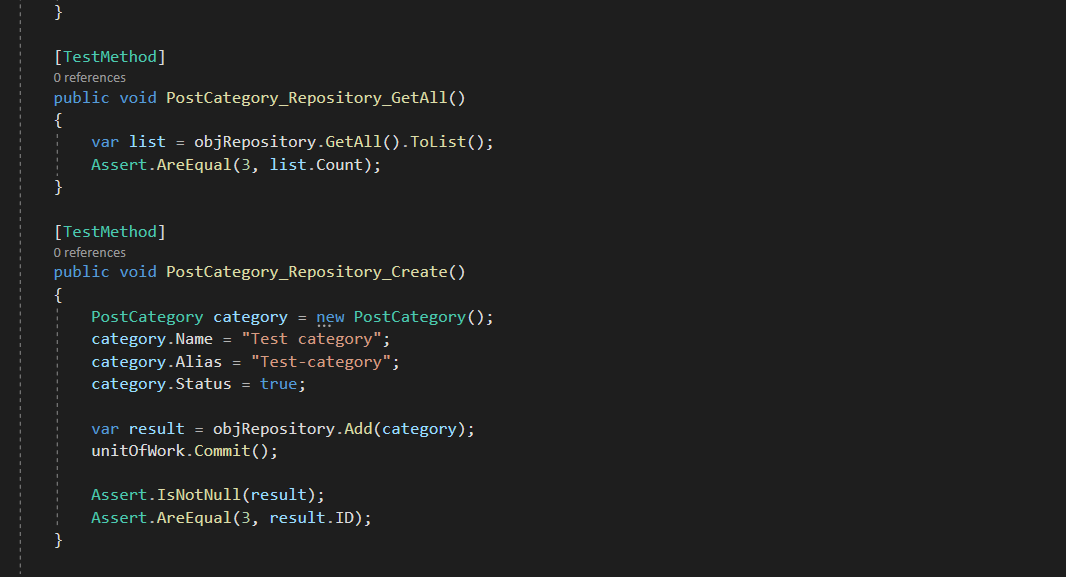 }
[TestMethod]
0 references
public void PostCategory_Repository_GetAll()
{
var list = objRepository.GetAll().ToList();
Assert.AreEqual(3, list.Count);
}
[TestMethod]
0 references
public void PostCategory_Repository_Create()
{
PostCategory category = new PostCategory();
category.Name = "Test category";
category.Alias = "Test-category";
category.Status = true;
var result = objRepository.Add(category);
unitOfWork.Commit();
Assert.IsNotNull(result);
Assert.AreEqual(3, result.ID);
}